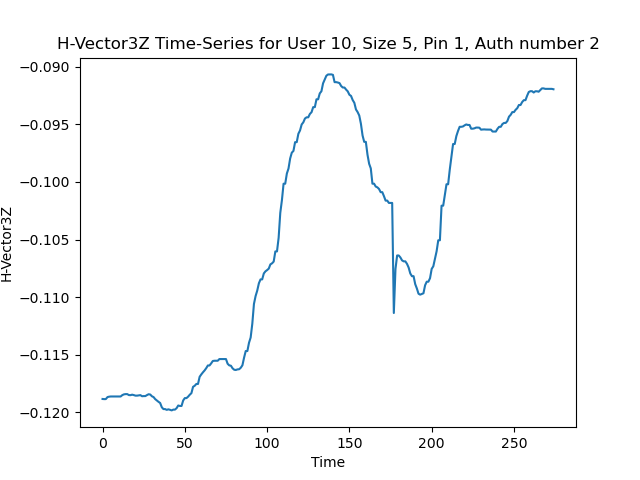 H-Vector3Z Time-Series for User 10, Size 5, Pin 1, Auth number 2
−0.090
−0.095
−0.100
−0.105
−0.110
−0.115
−0.120
H-Vector3Z
0 50 100 150 200 250
Time